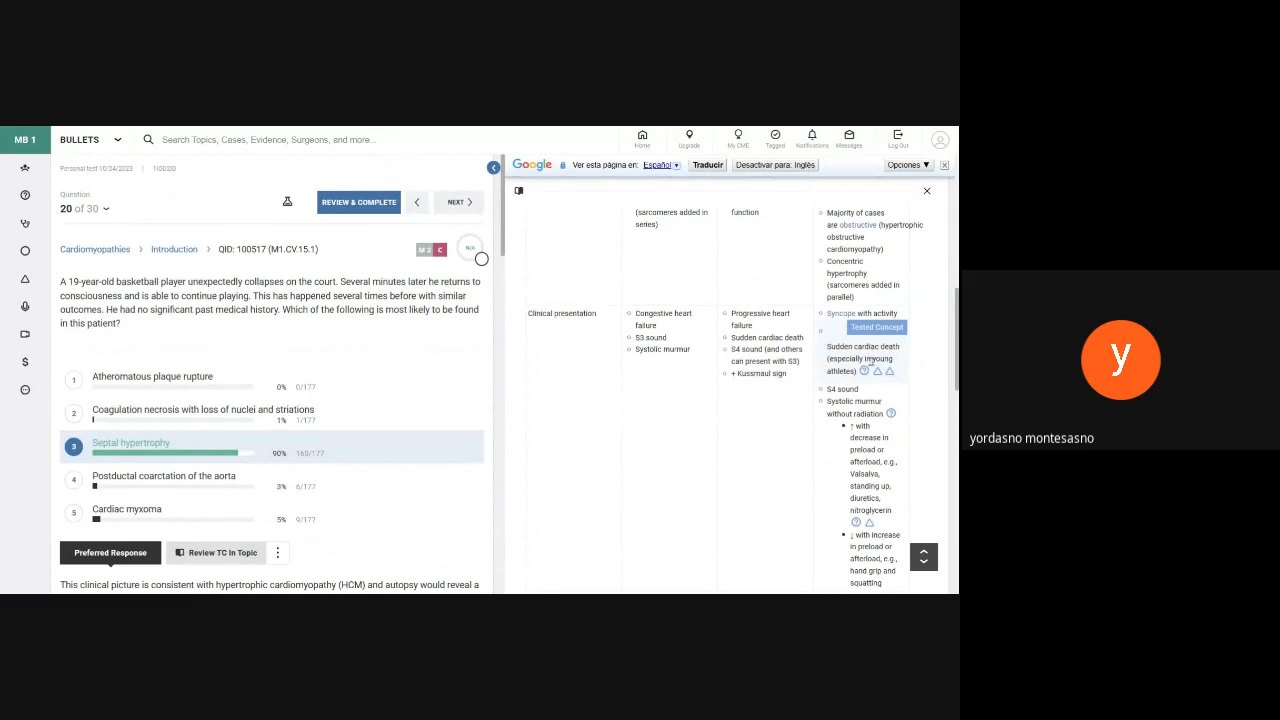 MB 1
BULLETS
Search Topics, Cases, Evidence, Surgeons, and more...
Home
Upgrade
My CME
Tagged
Notifications
Messages
Log Out
Personal test 10/24/2023
Question
20 of 30
REVIEW & COMPLETE
NEXT
Cardiomyopathies
Introduction
QID: 100517 (M1.CV.15.1)
M 2 C
N/A
A 19-year-old basketball player unexpectedly collapses on the court. Several minutes later he returns to
consciousness and is able to continue playing. This has happened several times before with similar
outcomes. He had no significant past medical history. Which of the following is most likely to be found
in this patient?
1
Atheromatous plaque rupture
0% 0/177
2
Coagulation necrosis with loss of nuclei and striations
1% 1/177
3
Septal hypertrophy
90% 160/177
4
Postductal coarctation of the aorta
3% 6/177
5
Cardiac myxoma
5% 9/177
Preferred Response
Review TC In Topic
This clinical picture is consistent with hypertrophic cardiomyopathy (HCM) and autopsy would reveal a
Google
Ver esta página en: Español
Traducir
Desactivar para: Inglés
Opciones ▼
(sarcomeres added in
series)
function
Majority of cases
are obstructive (hypertrophic
obstructive
cardiomyopathy)
Concentric
hypertrophy
(sarcomeres added in
parallel)
Clinical presentation
Congestive heart
failure
S3 sound
Systolic murmur
Progressive heart
failure
Sudden cardiac death
S4 sound (and others
can present with S3)
+ Kussmaul sign
Syncope with activity
Tested Concept
Sudden cardiac death
(especially in young
athletes)
S4 sound
Systolic murmur
without radiation
↑ with
decrease in
preload or
afterload, e.g.,
Valsalva,
standing up,
diuretics,
nitroglycerin
↓ with increase
in preload or
afterload, e.g.,
hand grip and
squatting
y
yordasno montesasno